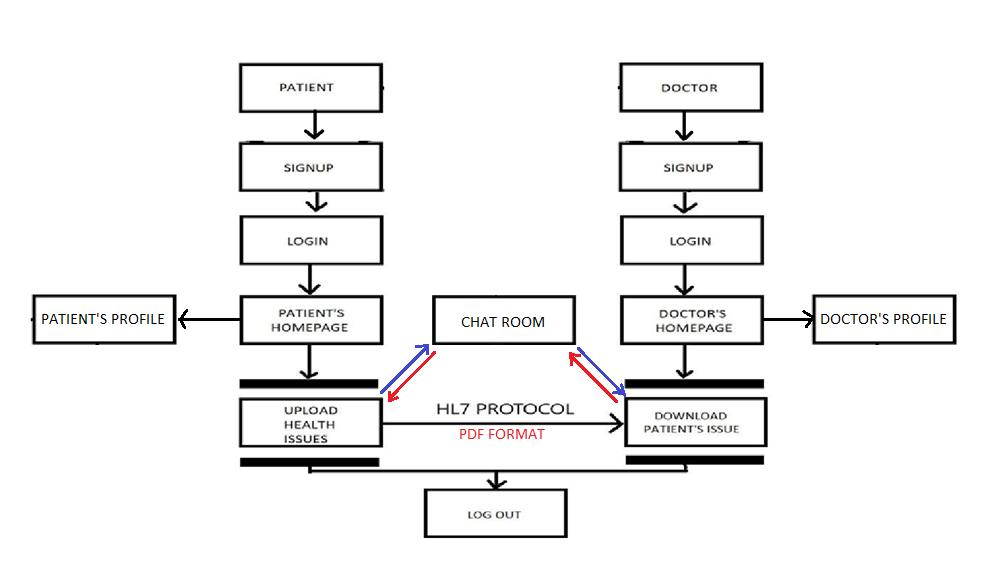 PATIENT
DOCTOR
SIGNUP
SIGNUP
LOGIN
LOGIN
PATIENT'S PROFILE
PATIENT'S
HOMEPAGE
CHAT ROOM
DOCTOR'S
HOMEPAGE
DOCTOR'S PROFILE
UPLOAD
HEALTH
ISSUES
HL7 PROTOCOL
PDF FORMAT
DOWNLOAD
PATIENT'S ISSUE
LOG OUT